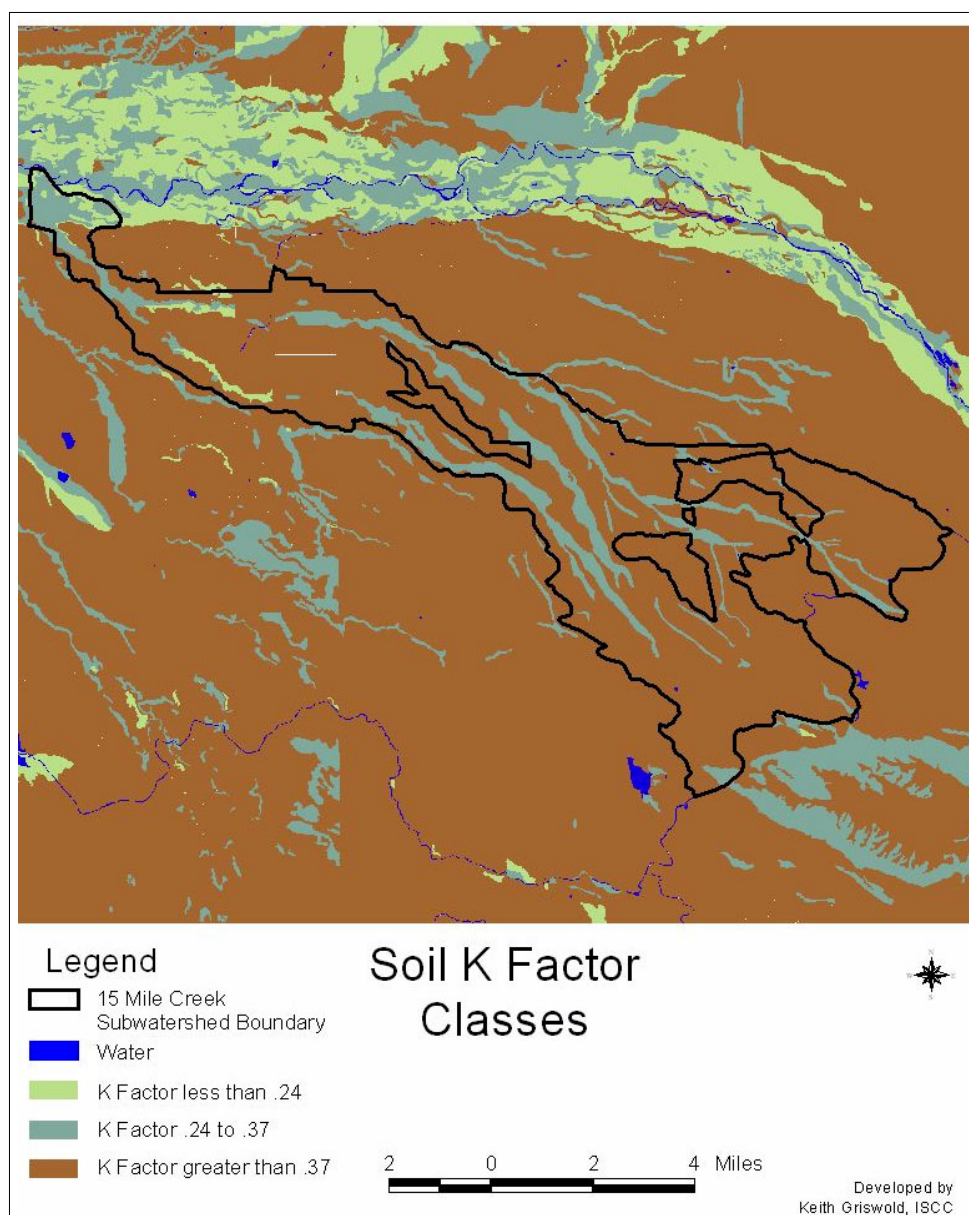 Legend
15 Mile Creek
Subwatershed Boundary
Water
K Factor less than .24
K Factor .24 to .37
K Factor greater than .37
Soil K Factor
Classes
N
W E
S
2 0 2 4 Miles
Developed by
Keith Griswold, ISCC